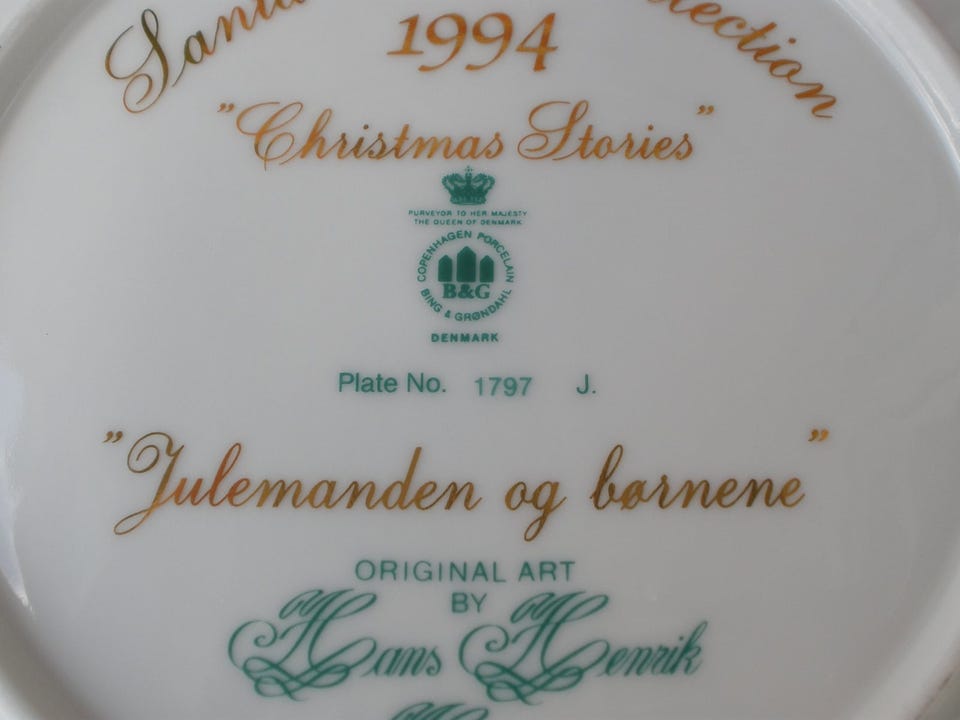 1994
"Christmas Stories"
PURVEYOR TO HER MAJESTY
THE QUEEN OF DENMARK
COPENHAGEN PORCELAIN
B&G
BING & GRØNDAHL
DENMARK
Plate No. 1797 J.
"Julemanden og børnene"
ORIGINAL ART
BY
Hans Henrik